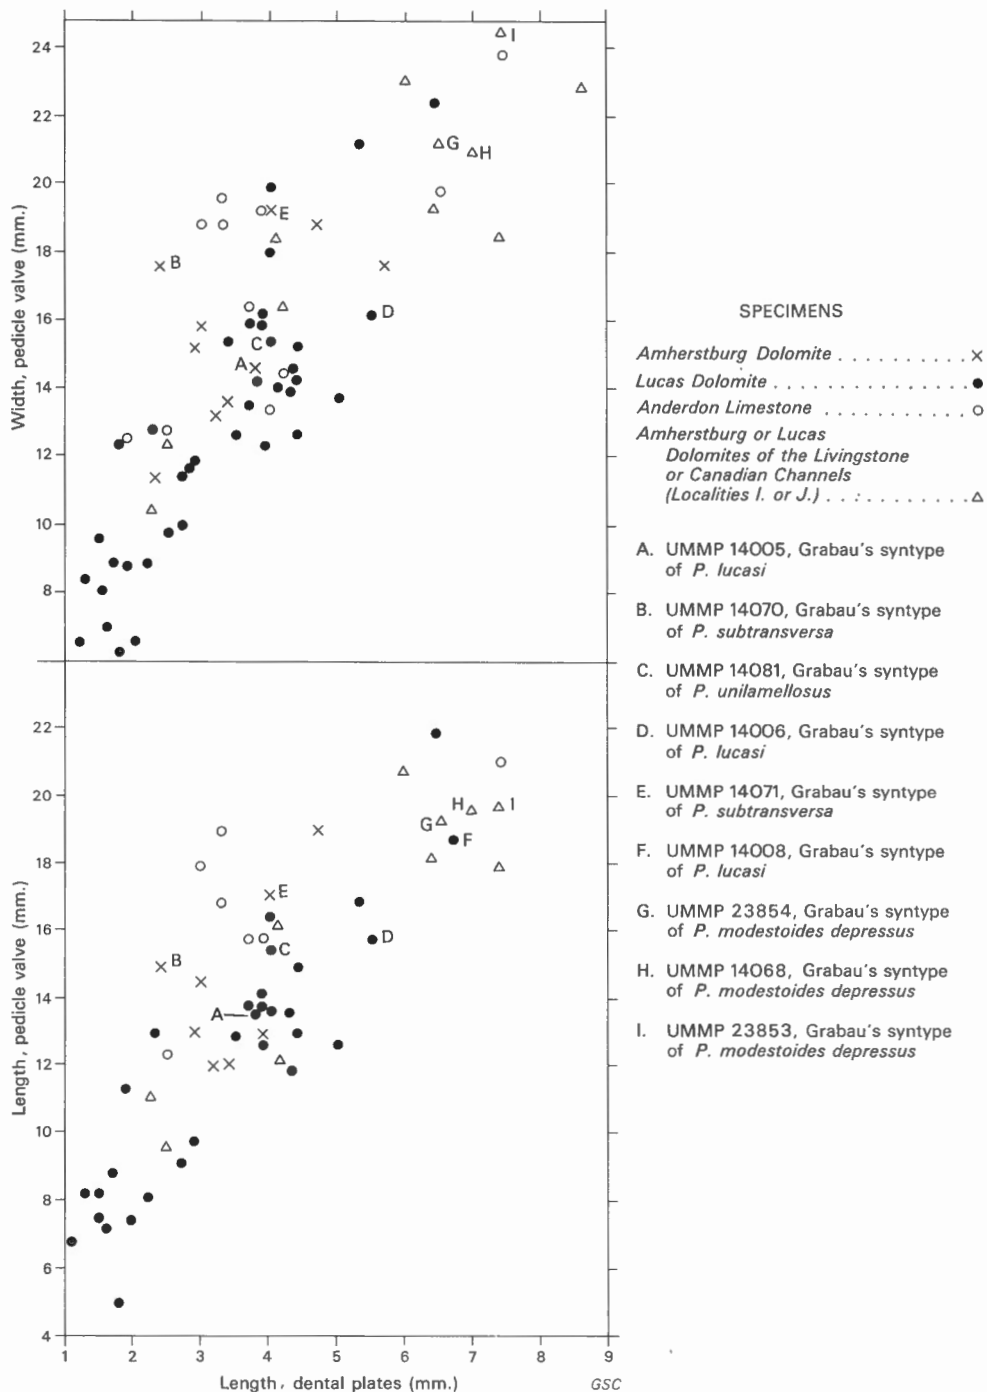 24
22
20
18
16
14
12
10
8
Width, pedicle valve (mm.)
I
G
H
E
B
D
C
A
22
20
18
16
14
12
10
8
6
4
Length, pedicle valve (mm.)
H
I
G
F
E
D
C
B
A
1 2 3 4 5 6 7 8 9
Length, dental plates (mm.)
GSC
SPECIMENS
Amherstburg Dolomite . . . . . . . . . . . ×
Lucas Dolomite . . . . . . . . . . . . . . . . ●
Anderdon Limestone . . . . . . . . . . . . ○
Amherstburg or Lucas
Dolomites of the Livingstone
or Canadian Channels
(Localities I. or J.) . . . . . . . . . . . △
A. UMMP 14005, Grabau's syntype
of P. lucasi
B. UMMP 14070, Grabau's syntype
of P. subtransversa
C. UMMP 14081, Grabau's syntype
of P. unilamellosus
D. UMMP 14006, Grabau's syntype
of P. lucasi
E. UMMP 14071, Grabau's syntype
of P. subtransversa
F. UMMP 14008, Grabau's syntype
of P. lucasi
G. UMMP 23854, Grabau's syntype
of P. modestoides depressus
H. UMMP 14068, Grabau's syntype
of P. modestoides depressus
I. UMMP 23853, Grabau's syntype
of P. modestoides depressus